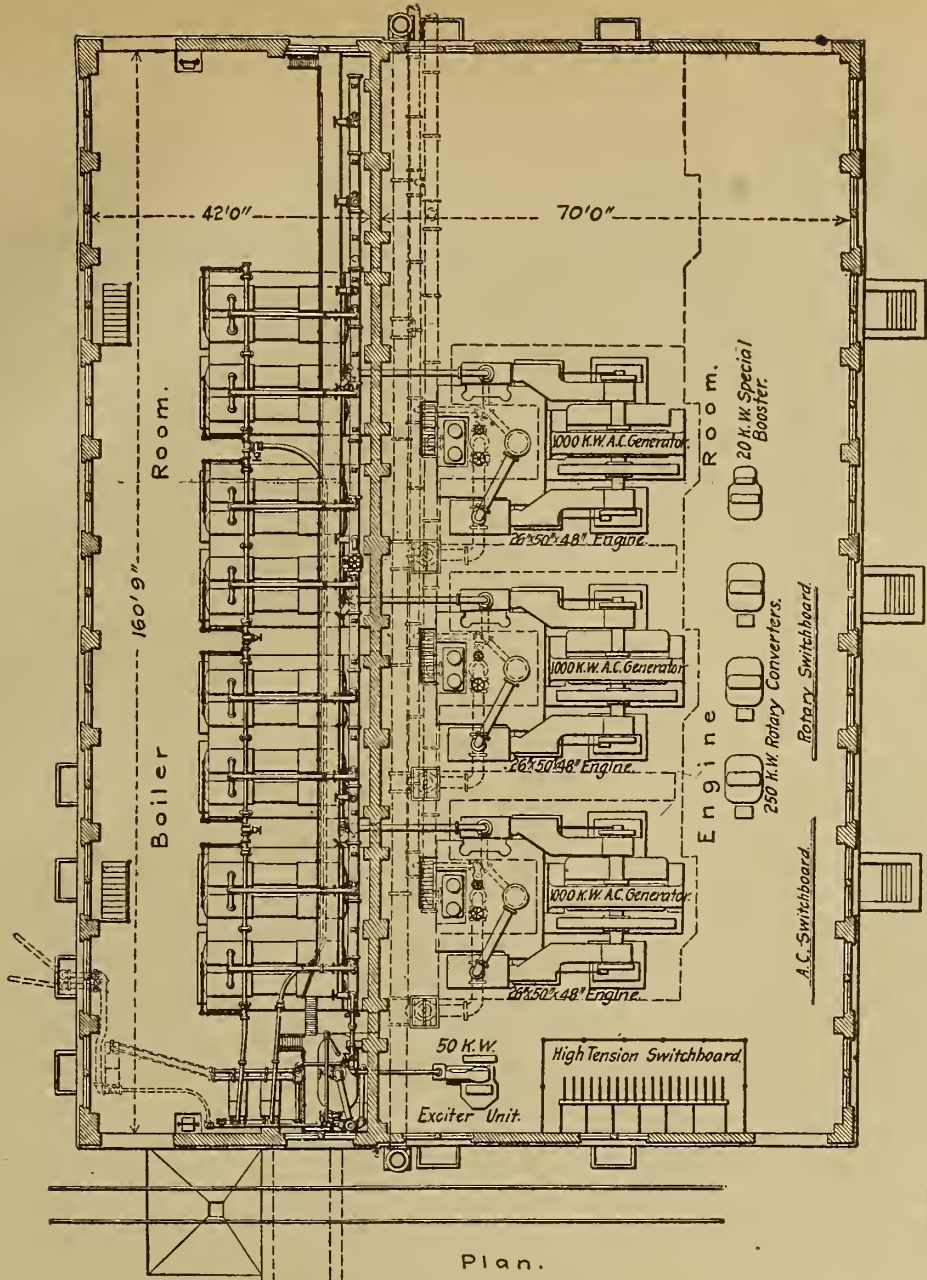 42'0"
70'0"
160'9"
Boiler Room.
Engine Room.
20 K.W. Special
Booster.
1000 K.W. A.C. Generator.
26"x50"x48" Engine.
1000 K.W. A.C. Generator
26"x50"x48" Engine.
250 K.W. Rotary Converters.
Rotary Switchboard.
1000 K.W. A.C. Generator.
26"x50"x48" Engine.
A.C. Switchboard.
50 K.W.
Exciter Unit.
High Tension Switchboard.
Plan.